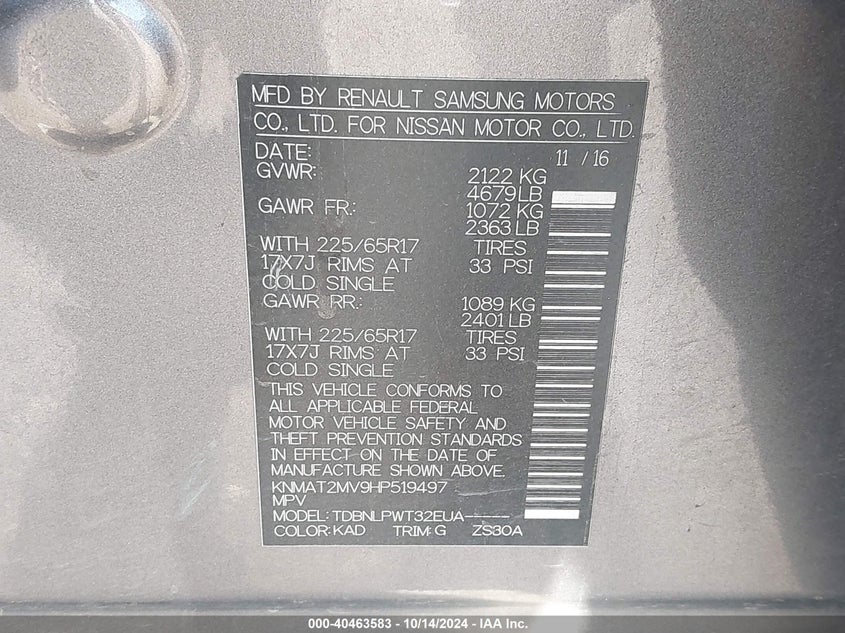 MFD BY RENAULT SAMSUNG MOTORS
CO., LTD. FOR NISSAN MOTOR CO., LTD.
DATE: 11 / 16
GVWR: 2122 KG
4679 LB
GAWR FR.: 1072 KG
2363 LB
WITH 225/65R17 TIRES
17X7J RIMS AT 33 PSI
COLD SINGLE
GAWR RR.: 1089 KG
2401 LB
WITH 225/65R17 TIRES
17X7J RIMS AT 33 PSI
COLD SINGLE
THIS VEHICLE CONFORMS TO
ALL APPLICABLE FEDERAL
MOTOR VEHICLE SAFETY AND
THEFT PREVENTION STANDARDS
IN EFFECT ON THE DATE OF
MANUFACTURE SHOWN ABOVE.
KNMAT2MV9HP519497
MPV
MODEL: TDBNLPWT32EUA-----
COLOR: KAD TRIM: G ZS30A
000-40463583 - 10/14/2024 - IAA Inc.